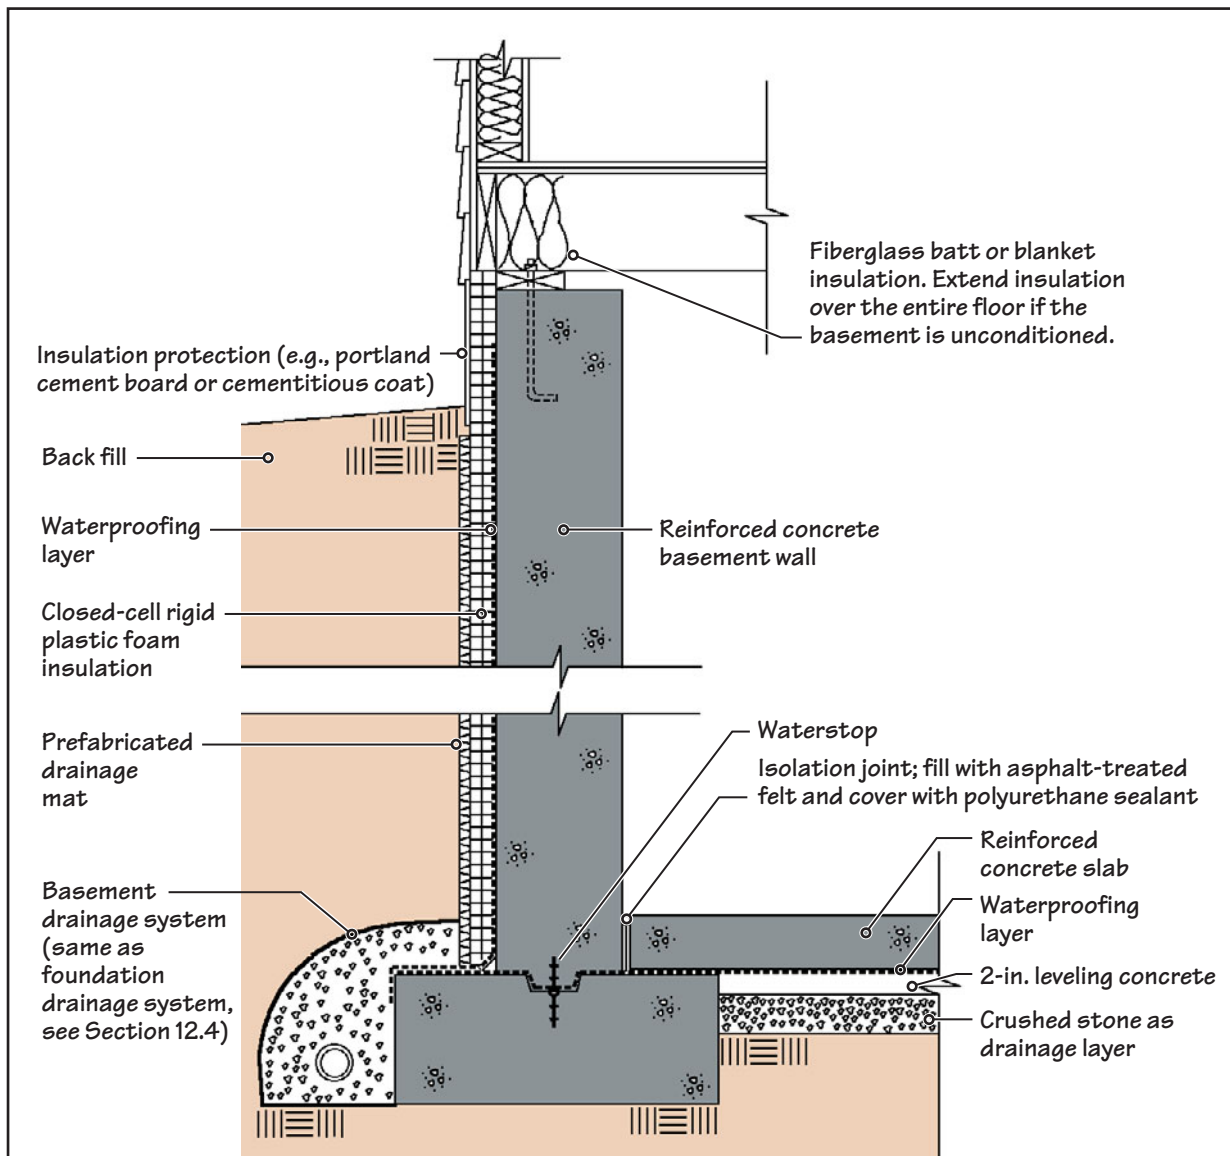 Fiberglass batt or blanket
insulation. Extend insulation
over the entire floor if the
basement is unconditioned.
Insulation protection (e.g., portland
cement board or cementitious coat)
Back fill
Waterproofing
layer
Reinforced concrete
basement wall
Closed-cell rigid
plastic foam
insulation
Prefabricated
drainage
mat
Waterstop
Isolation joint; fill with asphalt-treated
felt and cover with polyurethane sealant
Reinforced
concrete slab
Basement
drainage system
(same as
foundation
drainage system,
see Section 12.4)
Waterproofing
layer
2-in. leveling concrete
Crushed stone as
drainage layer